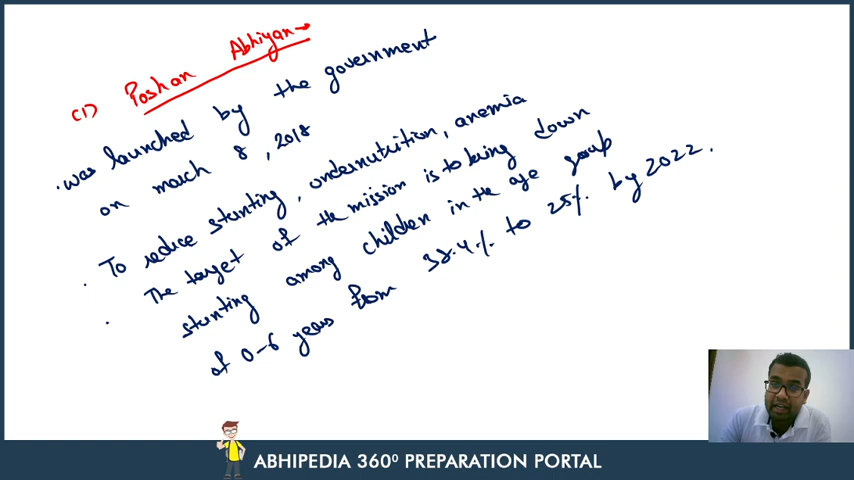 (1) Poshan Abhiyan →
• was launched by the government
on march 8, 2018
• To reduce stunting, undernutrition, anemia
• The target of the mission is to bring down
stunting among children in the age group
of 0-6 years from 38.4% to 25% by 2022.
ABHIPEDIA 360⁰ PREPARATION PORTAL